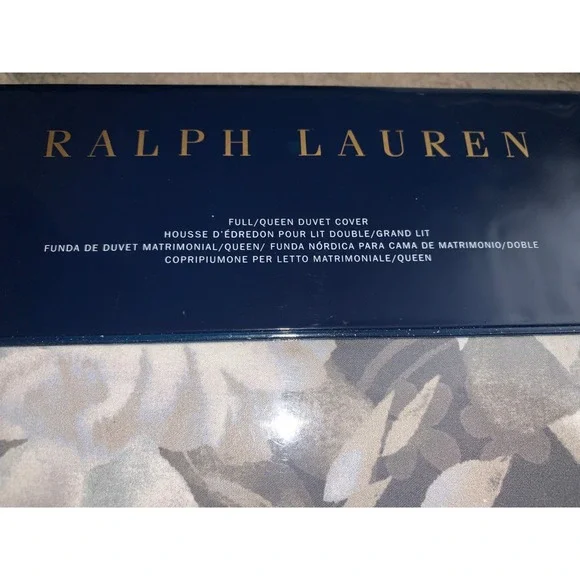 RALPH LAUREN
FULL/QUEEN DUVET COVER
HOUSSE D'ÉDREDON POUR LIT DOUBLE/GRAND LIT
FUNDA DE DUVET MATRIMONIAL/QUEEN/ FUNDA NÓRDICA PARA CAMA DE MATRIMONIO/DOBLE
COPRIPIUMONE PER LETTO MATRIMONIALE/QUEEN